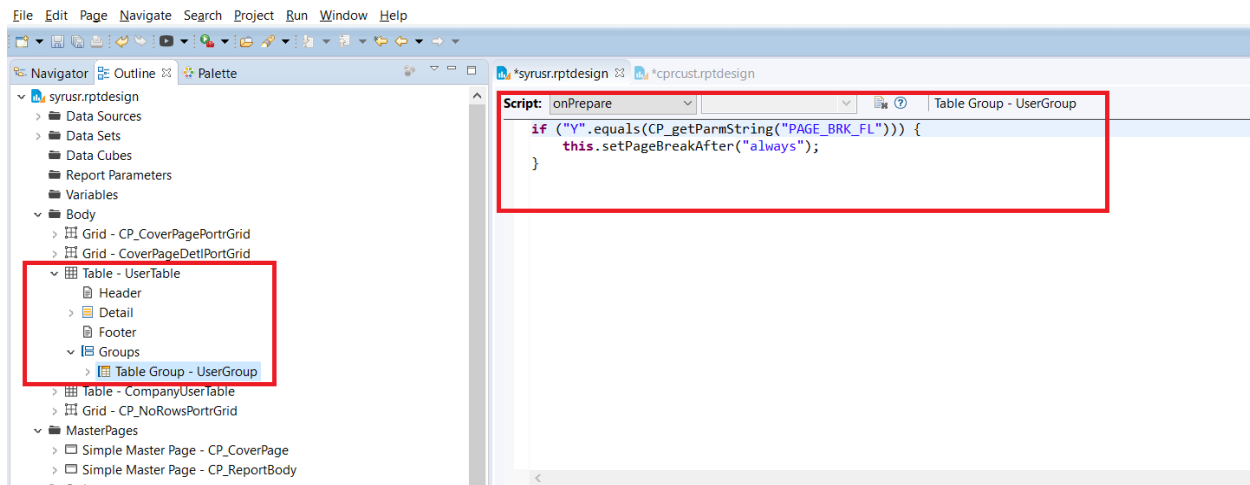 File Edit Page Navigate Search Project Run Window Help
Navigator Outline Palette
syrusr.rptdesign
Data Sources
Data Sets
Data Cubes
Report Parameters
Variables
Body
Grid - CP_CoverPagePortrGrid
Grid - CoverPageDetlPortGrid
Table - UserTable
Header
Detail
Footer
Groups
Table Group - UserGroup
Table - CompanyUserTable
Grid - CP_NoRowsPortrGrid
MasterPages
Simple Master Page - CP_CoverPage
Simple Master Page - CP_ReportBody
*syrusr.rptdesign *cprcust.rptdesign
Script: onPrepare Table Group - UserGroup
if ("Y".equals(CP_getParmString("PAGE_BRK_FL"))) {
this.setPageBreakAfter("always");
}